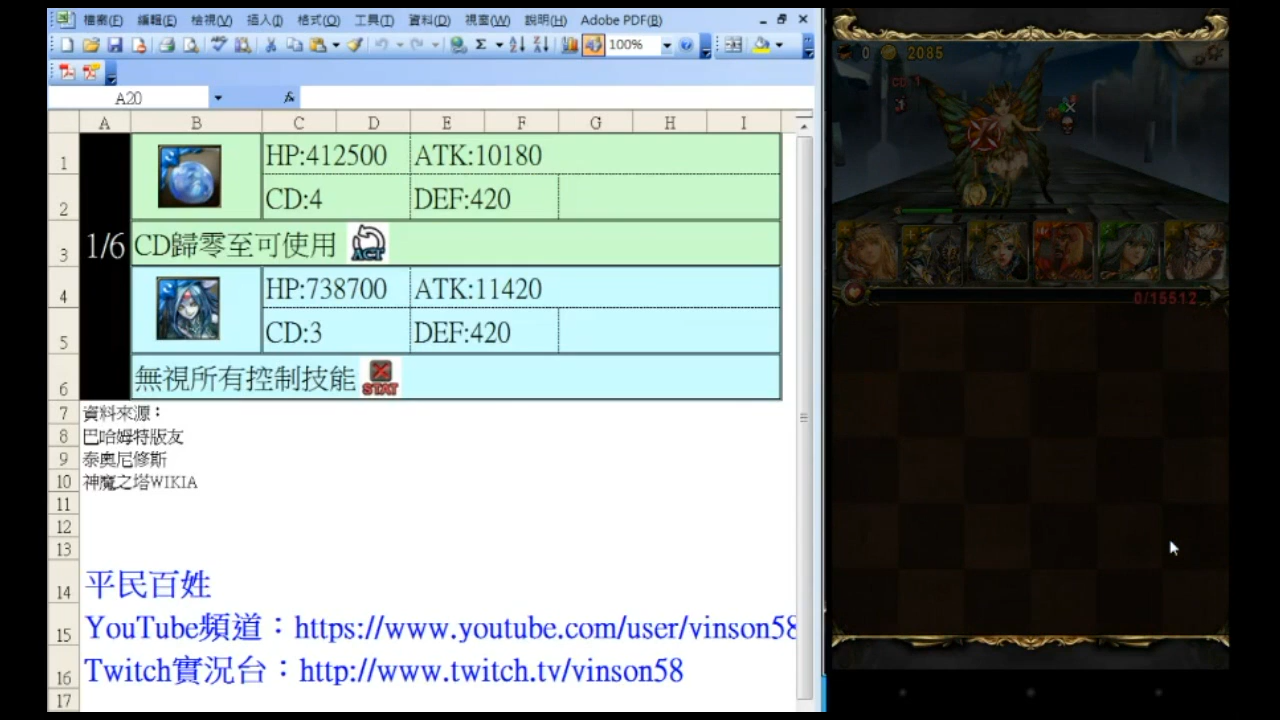 檔案(F) 編輯(E) 檢視(V) 插入(I) 格式(O) 工具(T) 資料(D) 視窗(W) 說明(H) Adobe PDF(B)
100%
A20 fx
A B C D E F G H I
1 HP:412500 ATK:10180
2 CD:4 DEF:420
1/6
3 CD歸零至可使用 ACT
4 HP:738700 ATK:11420
5 CD:3 DEF:420
6 無視所有控制技能 STAT
7 資料來源：
8 巴哈姆特版友
9 泰奧尼修斯
10 神魔之塔WIKIA
11
12
13
14 平民百姓
15 YouTube頻道：https://www.youtube.com/user/vinson58
16 Twitch實況台：http://www.twitch.tv/vinson58
17
0 2085
CD:1
0/15512